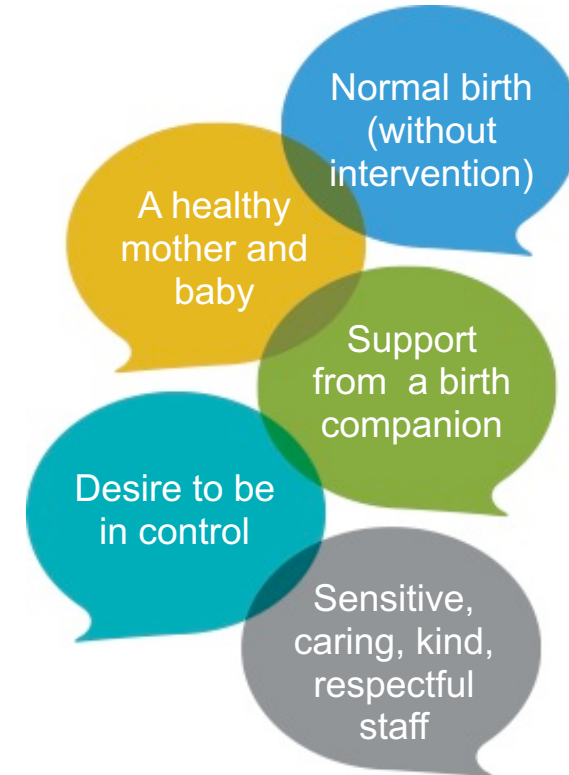 Normal birth
(without
intervention)
A healthy
mother and
baby
Support
from  a birth
companion
Desire to be
in control
Sensitive,
caring, kind,
respectful
staff